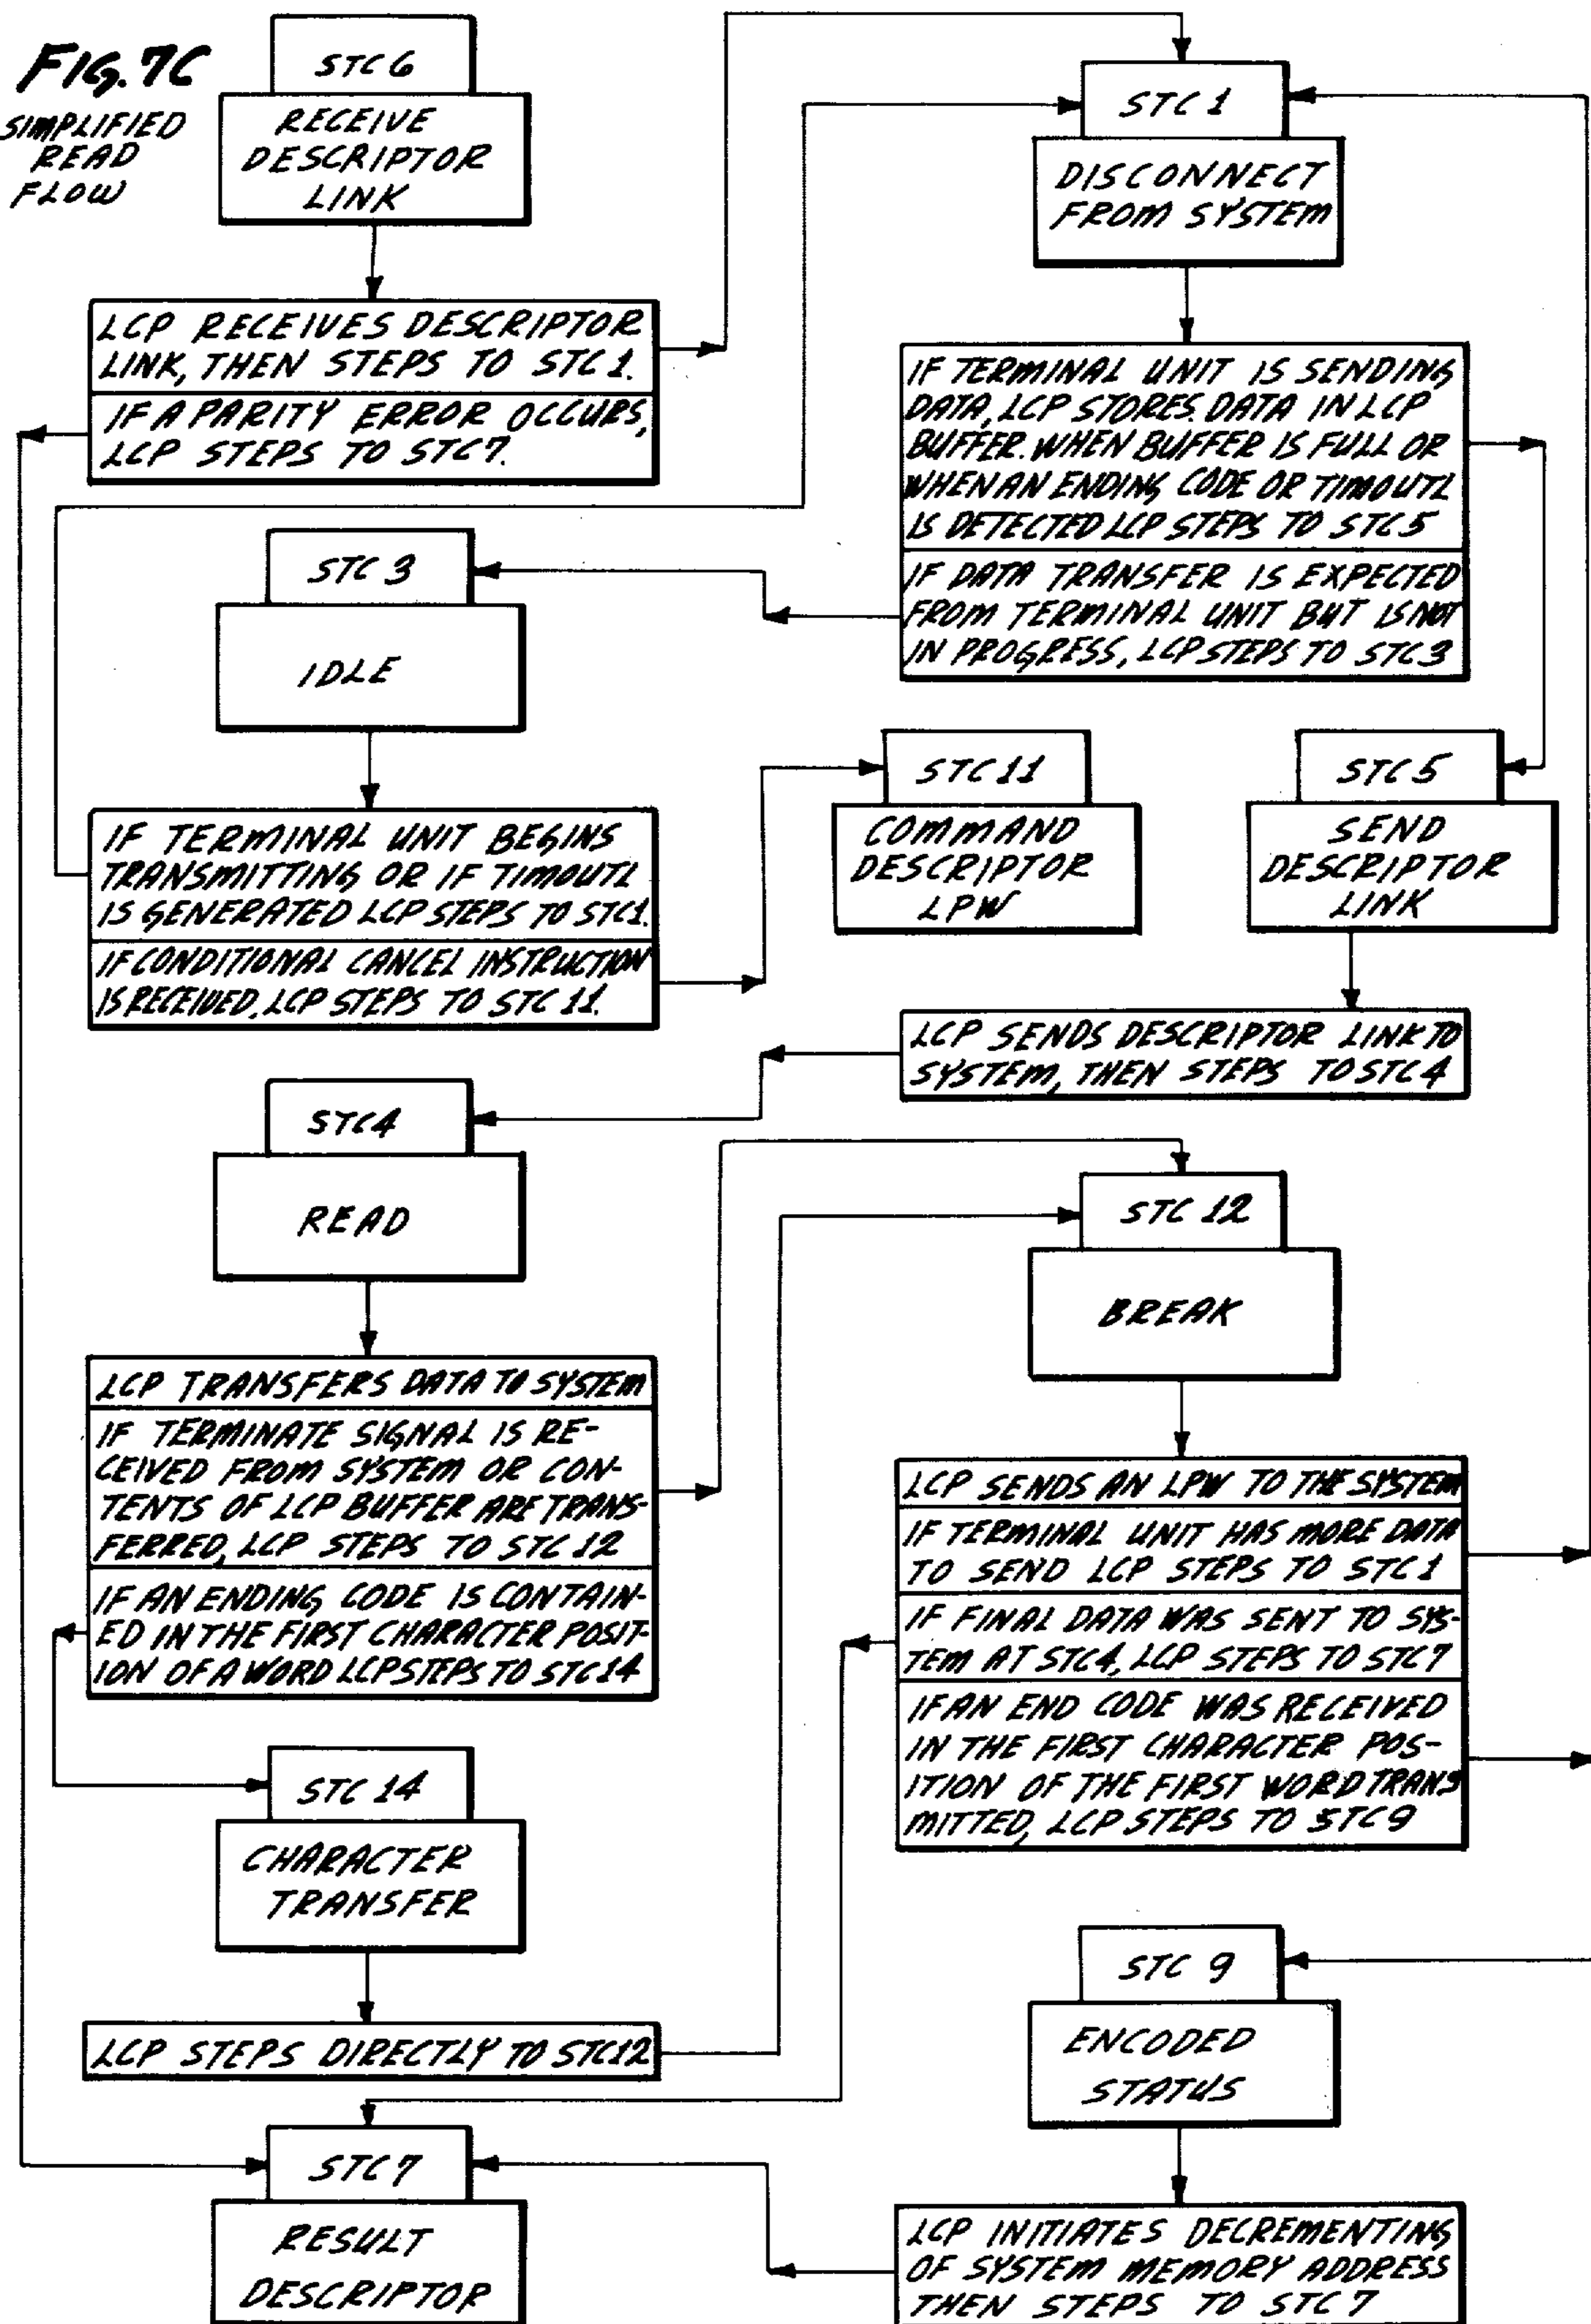 FIG. 7C
SIMPLIFIED
READ
FLOW
STC 6
RECEIVE
DESCRIPTOR
LINK
LCP RECEIVES DESCRIPTOR
LINK, THEN STEPS TO STC 1.
IF A PARITY ERROR OCCURS,
LCP STEPS TO STC 7.
STC 1
DISCONNECT
FROM SYSTEM
IF TERMINAL UNIT IS SENDING
DATA, LCP STORES DATA IN LCP
BUFFER. WHEN BUFFER IS FULL OR
WHEN AN ENDING CODE OR TIMOUTL
IS DETECTED LCP STEPS TO STC 5
IF DATA TRANSFER IS EXPECTED
FROM TERMINAL UNIT BUT IS NOT
IN PROGRESS, LCP STEPS TO STC 3
STC 3
IDLE
IF TERMINAL UNIT BEGINS
TRANSMITTING OR IF TIMOUTL
IS GENERATED LCP STEPS TO STC1.
IF CONDITIONAL CANCEL INSTRUCTION
IS RECEIVED, LCP STEPS TO STC 11.
STC 11
COMMAND
DESCRIPTOR
LPW
STC 5
SEND
DESCRIPTOR
LINK
LCP SENDS DESCRIPTOR LINK TO
SYSTEM, THEN STEPS TO STC 4
STC4
READ
LCP TRANSFERS DATA TO SYSTEM
IF TERMINATE SIGNAL IS RE-
CEIVED FROM SYSTEM OR CON-
TENTS OF LCP BUFFER ARE TRANS-
FERRED, LCP STEPS TO STC 12
IF AN ENDING CODE IS CONTAIN-
ED IN THE FIRST CHARACTER POSIT-
ION OF A WORD LCP STEPS TO STC 14
STC 12
BREAK
LCP SENDS AN LPW TO THE SYSTEM
IF TERMINAL UNIT HAS MORE DATA
TO SEND LCP STEPS TO STC 1
IF FINAL DATA WAS SENT TO SYS-
TEM AT STC4, LCP STEPS TO STC7
IF AN END CODE WAS RECEIVED
IN THE FIRST CHARACTER POS-
ITION OF THE FIRST WORD TRANS
MITTED, LCP STEPS TO STC9
STC 14
CHARACTER
TRANSFER
LCP STEPS DIRECTLY TO STC12
STC 9
ENCODED
STATUS
LCP INITIATES DECREMENTING
OF SYSTEM MEMORY ADDRESS
THEN STEPS TO STC 7
STC 7
RESULT
DESCRIPTOR